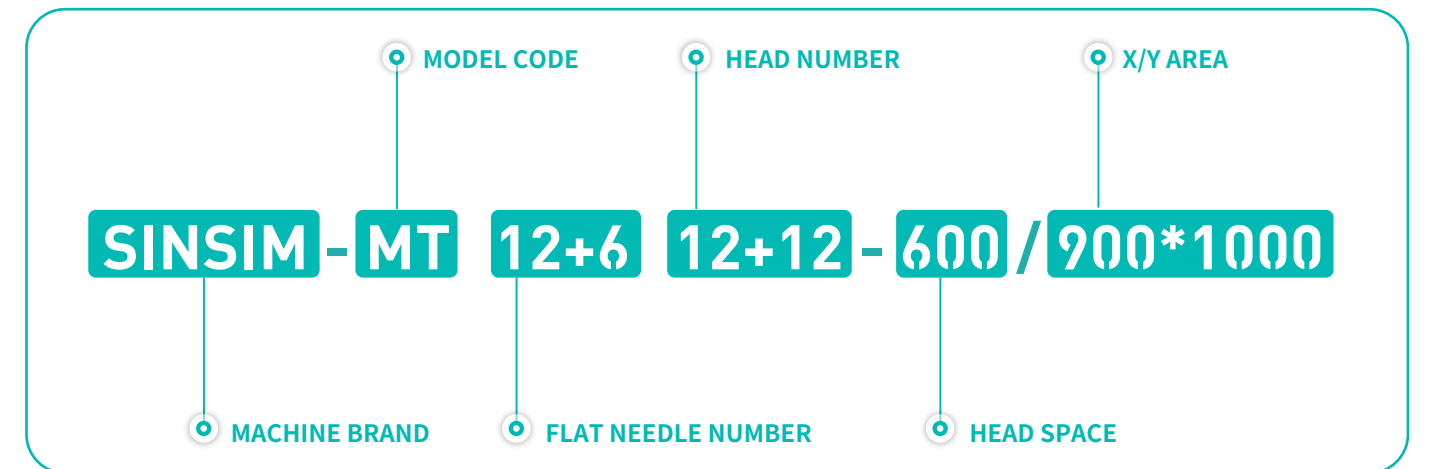 MODEL CODE HEAD NUMBER X/Y AREA
SINSIM-MT 12+6 12+12-600/900*1000
MACHINE BRAND FLAT NEEDLE NUMBER HEAD SPACE